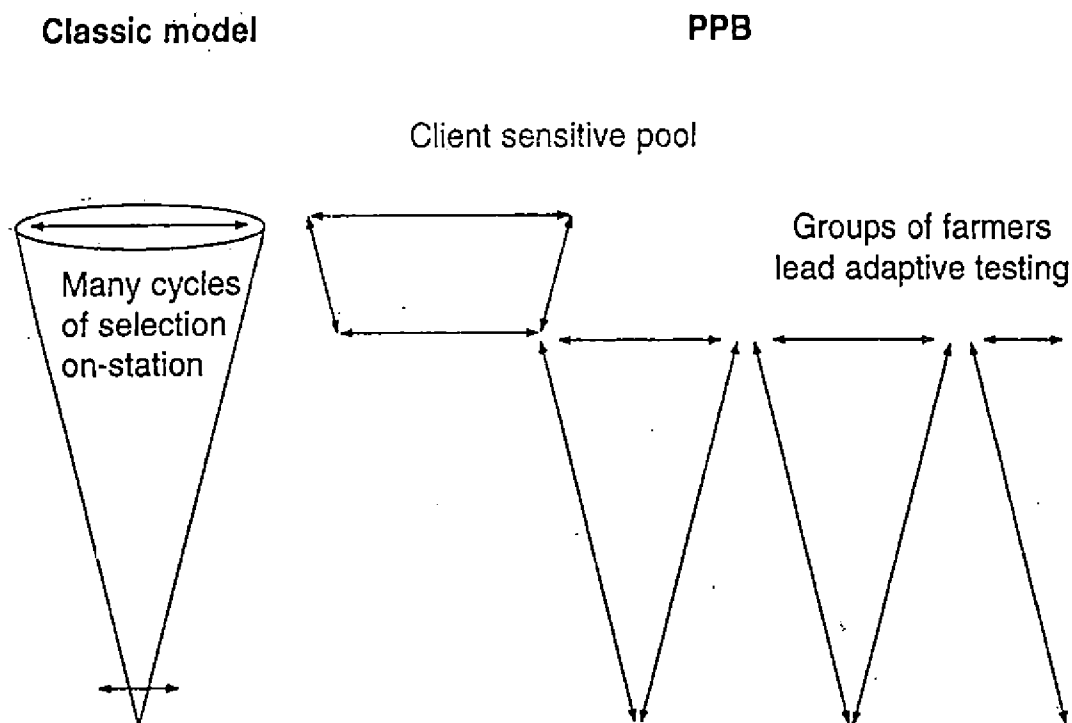 Classic model
PPB
Client sensitive pool
Many cycles
of selection
on-station
Groups of farmers
lead adaptive testing